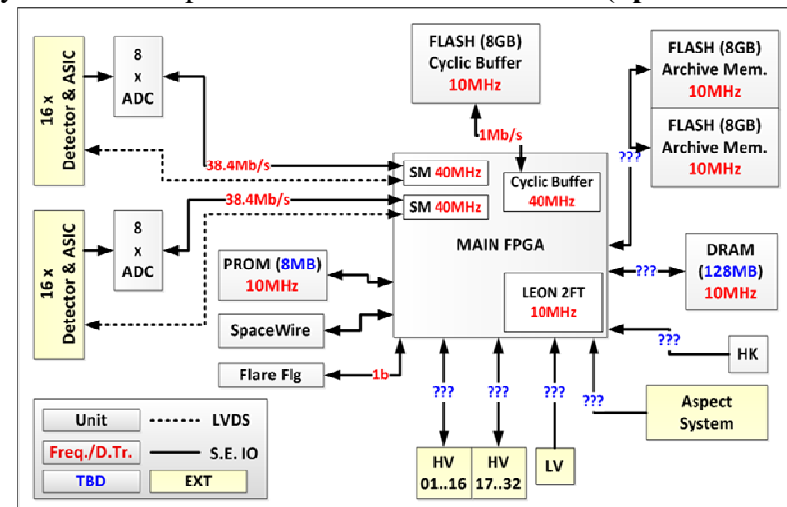 FLASH (8GB)
Cyclic Buffer
10MHz
FLASH (8GB)
Archive Mem.
10MHz
FLASH (8GB)
Archive Mem.
10MHz
16 x
Detector & ASIC
8
x
ADC
38.4Mb/s
1Mb/s
???
SM 40MHz
SM 40MHz
Cyclic Buffer
40MHz
38.4Mb/s
16 x
Detector & ASIC
8
x
ADC
MAIN FPGA
PROM (8MB)
10MHz
LEON 2FT
10MHz
???
DRAM
(128MB)
10MHz
SpaceWire
???
HK
Flare Flg
1b
???
???
???
???
Aspect
System
HV
01..16
HV
17..32
LV
Unit
LVDS
Freq./D.Tr.
S.E. IO
TBD
EXT